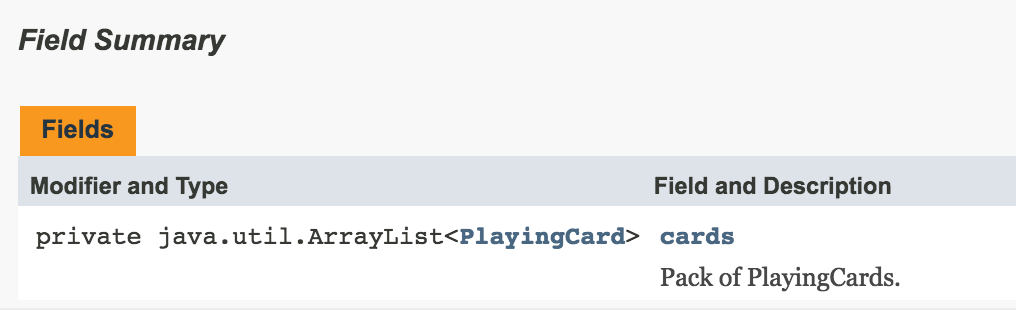 Field Summary
Fields
Modifier and Type Field and Description
private java.util.ArrayList<PlayingCard> cards
Pack of PlayingCards.